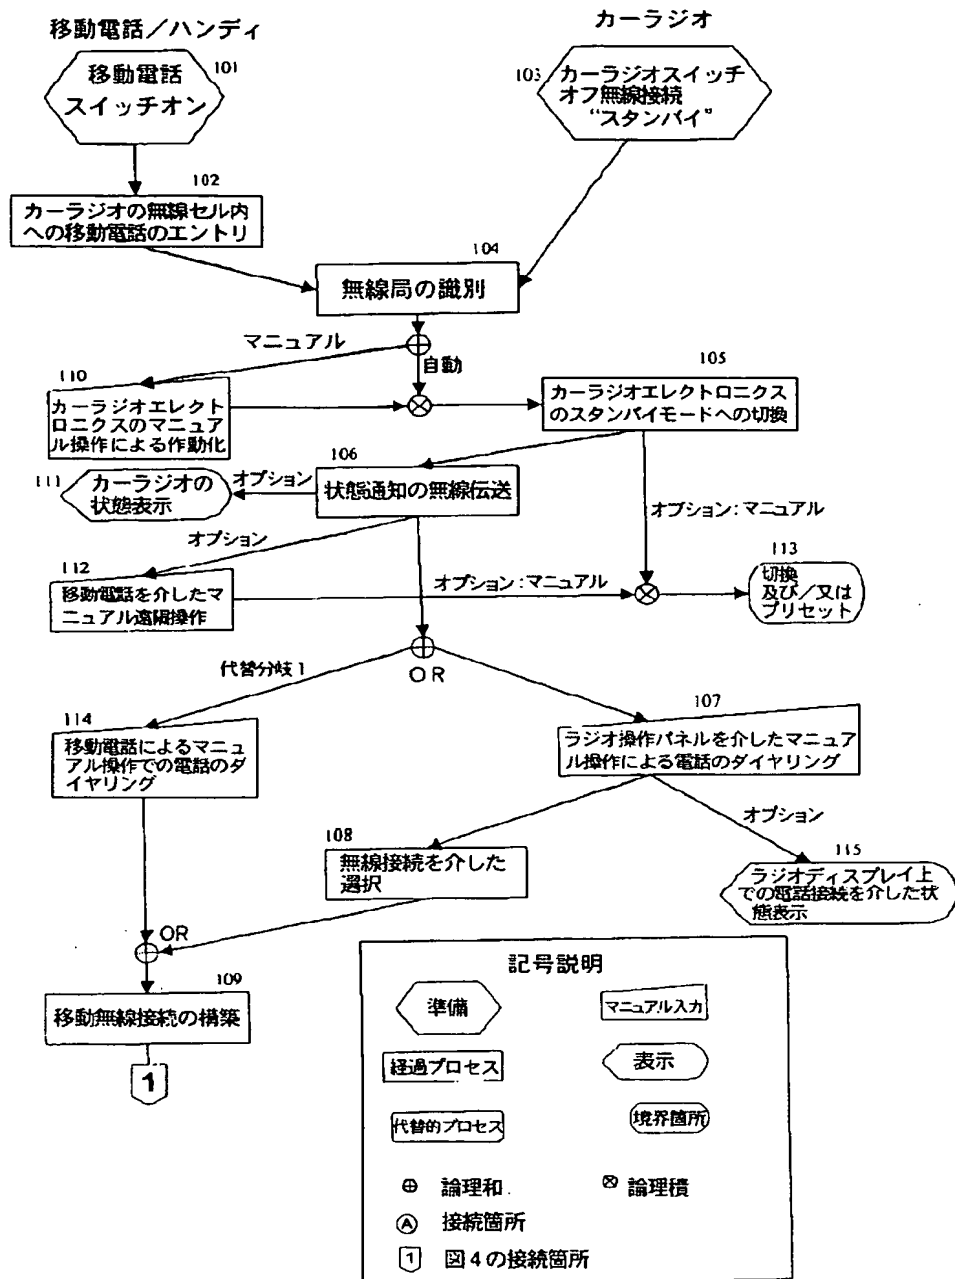 移動電話／ハンディ
カーラジオ
移動電話
スイッチオン
101
103
カーラジオスイッチ
オフ無線接続
“スタンバイ”
102
カーラジオの無線セル内
への移動電話のエントリ
104
無線局の識別
マニュアル
自動
110
カーラジオエレクト
ロニクスのマニュア
ル操作による作動化
105
カーラジオエレクトロニクス
のスタンバイモードへの切換
106
状態通知の無線伝送
オプション
111
カーラジオの
状態表示
オプション：マニュアル
オプション
112
移動電話を介したマ
ニュアル遠隔操作
オプション：マニュアル
113
切換
及び／又は
プリセット
代替分岐1
OR
114
移動電話によるマニュ
アル操作での電話のダ
イヤリング
107
ラジオ操作パネルを介したマニュア
ル操作による電話のダイヤリング
オプション
108
無線接続を介した
選択
115
ラジオディスプレイ上
での電話接続を介した状
態表示
OR
109
移動無線接続の構築
1
記号説明
準備
マニュアル入力
経過プロセス
表示
代替的プロセス
境界箇所
論理和
論理積
A
接続箇所
1
図4の接続箇所